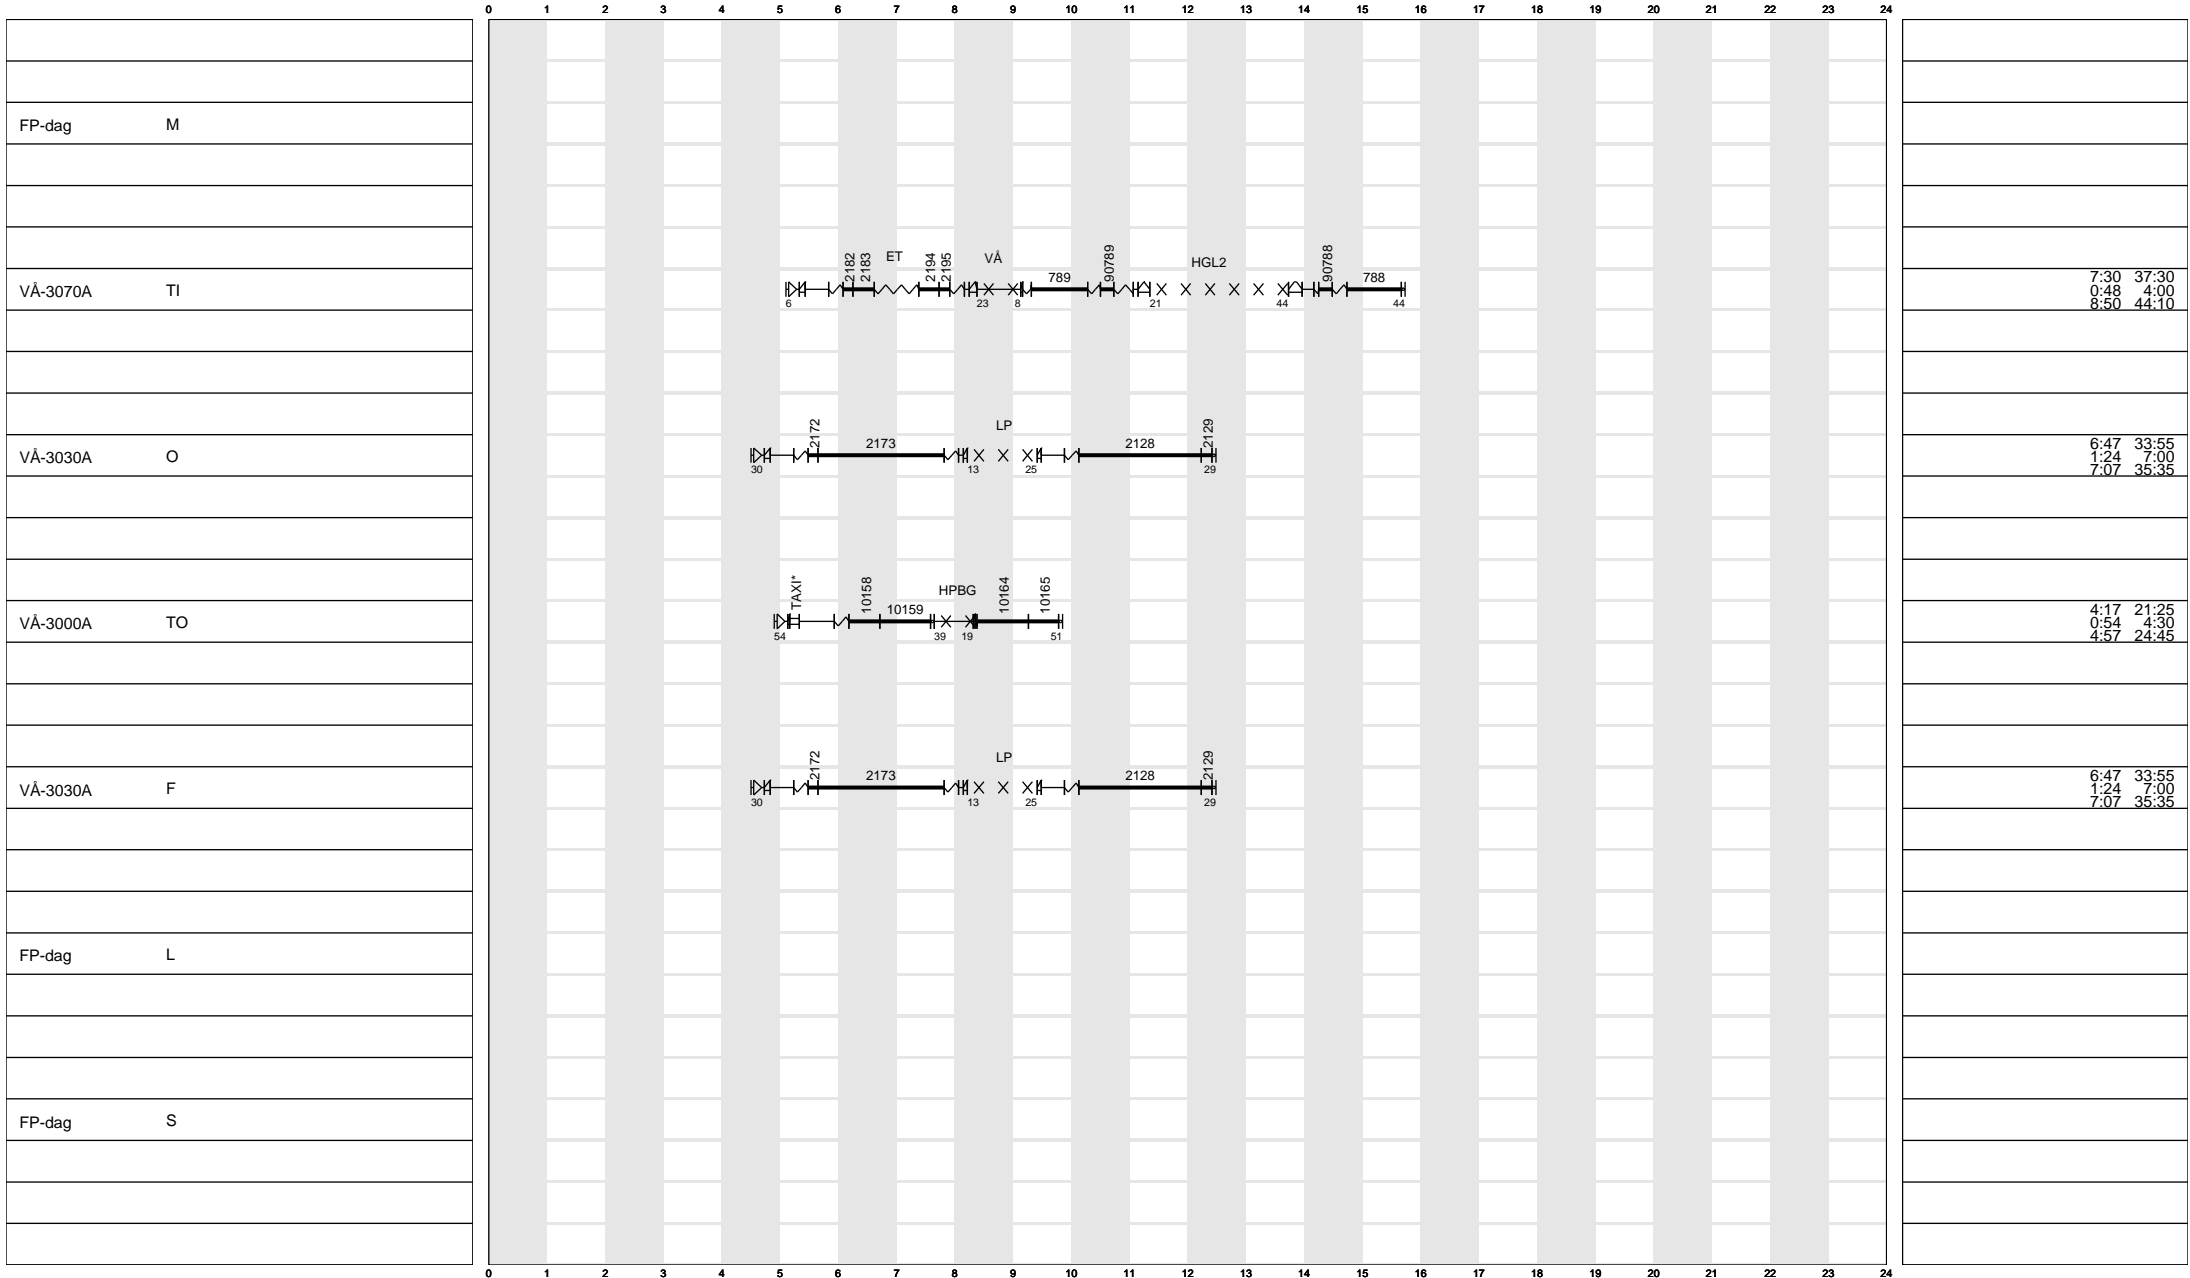 0 1 2 3 4 5 6 7 8 9 10 11 12 13 14 15 16 17 18 19 20 21 22 23 24
FP-dag M
2182 2183 ET 2194 2195 VÅ 90789 HGL2 90788
789 788
VÅ-3070A TI 7:30 37:30
0:48 4:00
6 23 8 21 44 44 8:50 44:10
2172 LP 2129
2173 2128
VÅ-3030A O 6:47 33:55
1:24 7:00
30 13 25 29 7:07 35:35
TAXI* 10158 HPBG 10164 10165
10159
VÅ-3000A TO 4:17 21:25
0:54 4:30
54 39 19 51 4:57 24:45
2172 LP 2129
2173 2128
VÅ-3030A F 6:47 33:55
1:24 7:00
30 13 25 29 7:07 35:35
FP-dag L
FP-dag S
0 1 2 3 4 5 6 7 8 9 10 11 12 13 14 15 16 17 18 19 20 21 22 23 24